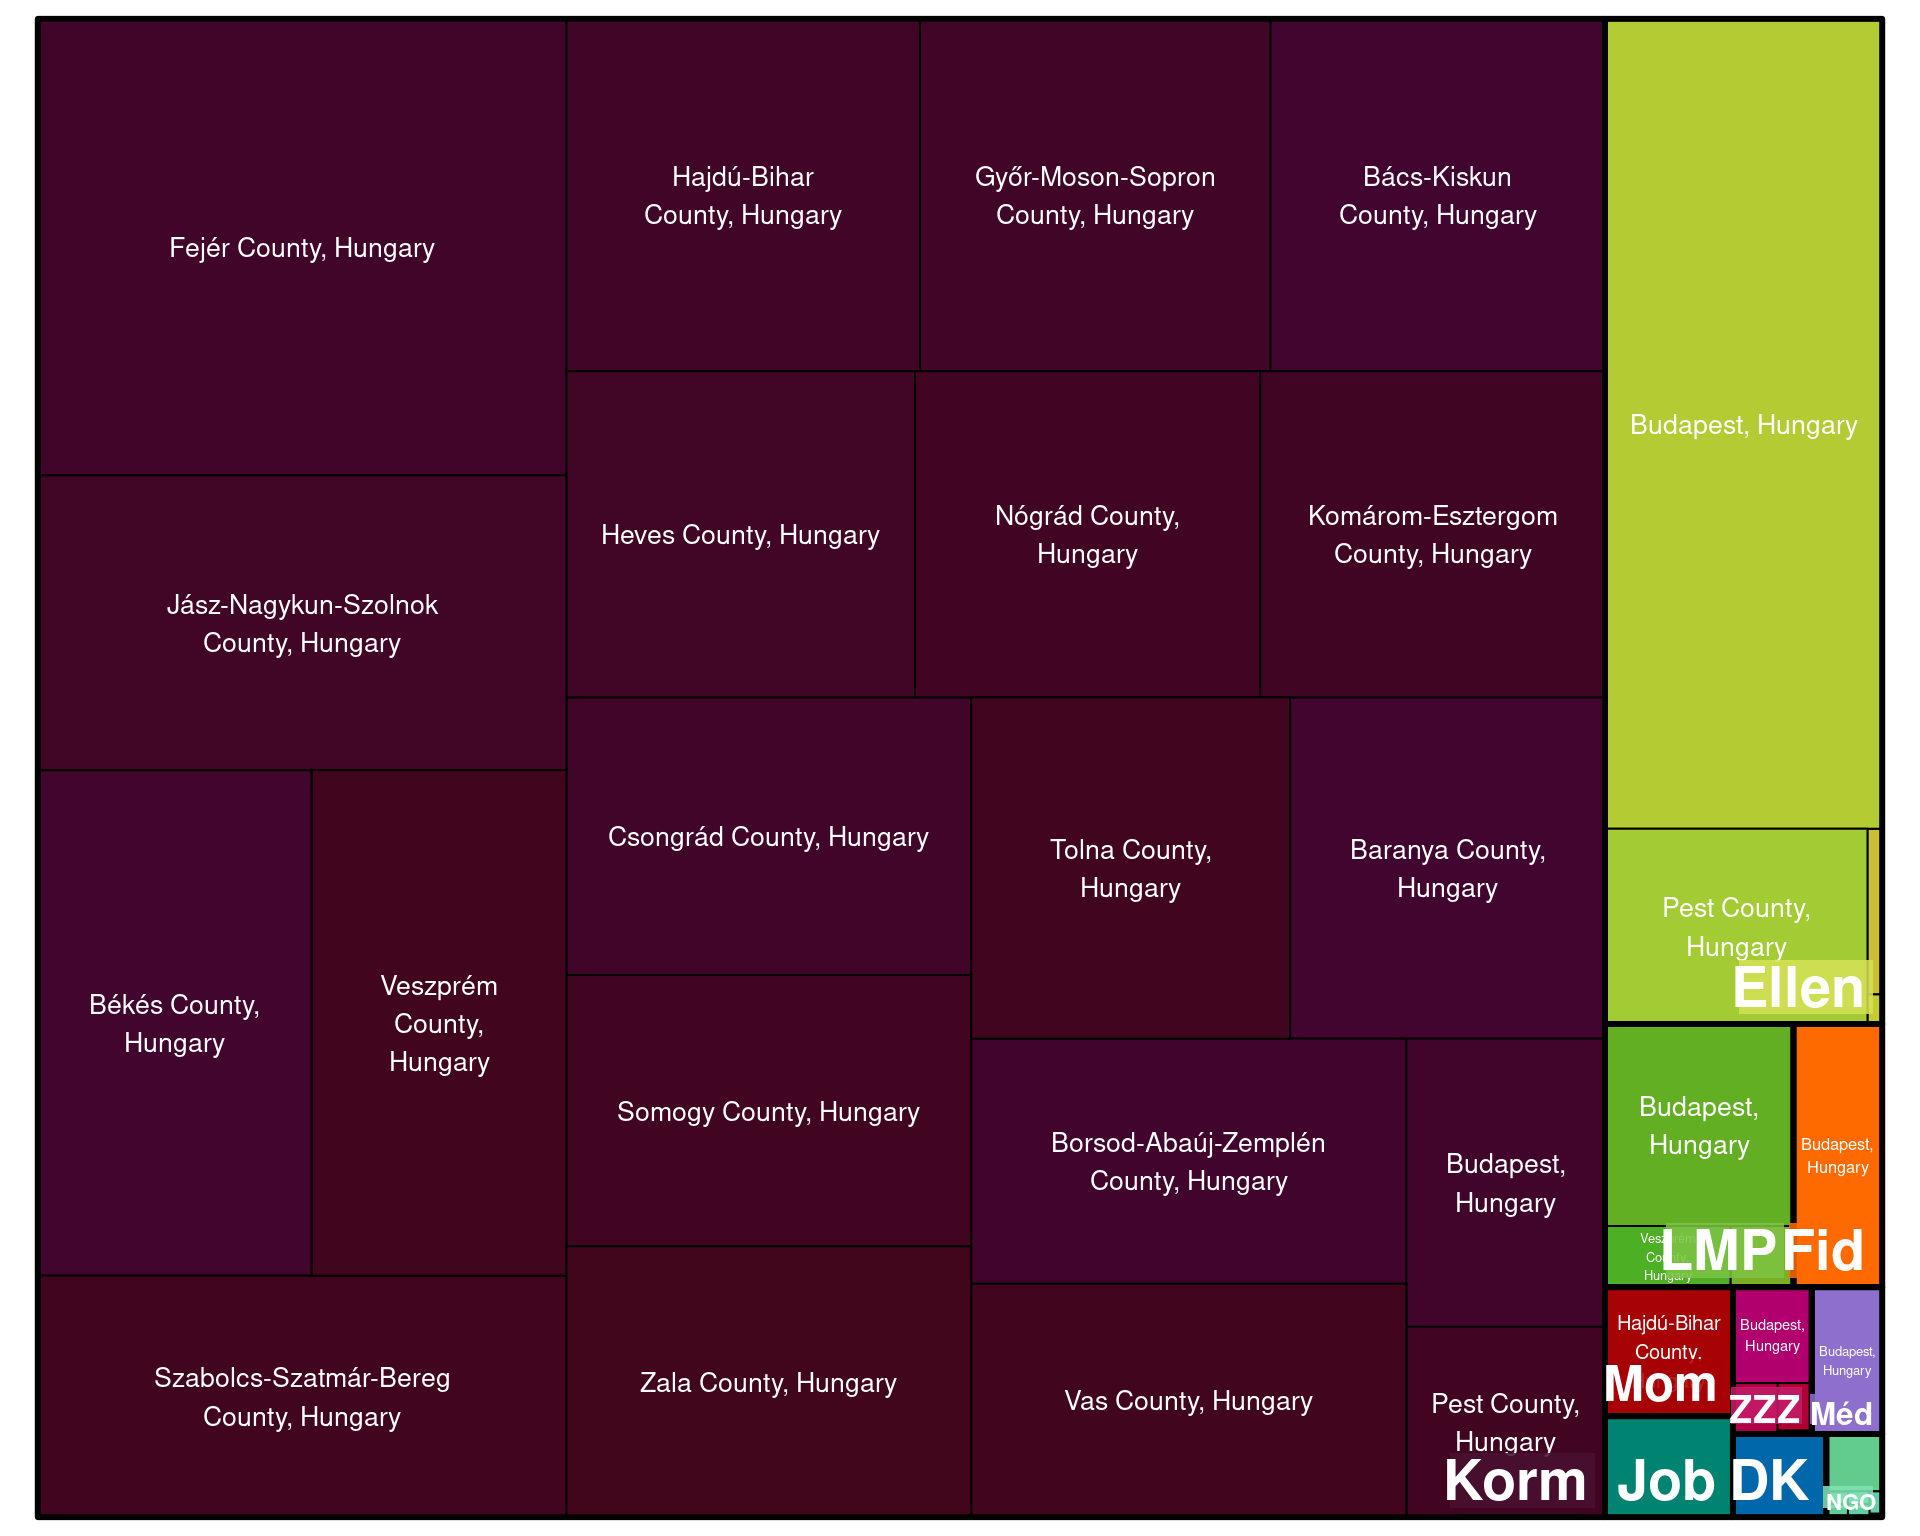 Fejér County, Hungary
Hajdú-Bihar
County, Hungary
Győr-Moson-Sopron
County, Hungary
Bács-Kiskun
County, Hungary
Budapest, Hungary
Heves County, Hungary
Nógrád County,
Hungary
Komárom-Esztergom
County, Hungary
Jász-Nagykun-Szolnok
County, Hungary
Csongrád County, Hungary
Tolna County,
Hungary
Baranya County,
Hungary
Pest County,
Hungary
Ellen
Békés County,
Hungary
Veszprém
County,
Hungary
Somogy County, Hungary
Borsod-Abaúj-Zemplén
County, Hungary
Budapest,
Hungary
Budapest,
Hungary
Budapest,
Hungary
Veszprém
County,
Hungary
LMP
Fid
Szabolcs-Szatmár-Bereg
County, Hungary
Zala County, Hungary
Vas County, Hungary
Pest County,
Hungary
Korm
Hajdú-Bihar
County,
Mom
Budapest,
Hungary
ZZZ
Budapest,
Hungary
Méd
Job
DK
NGO